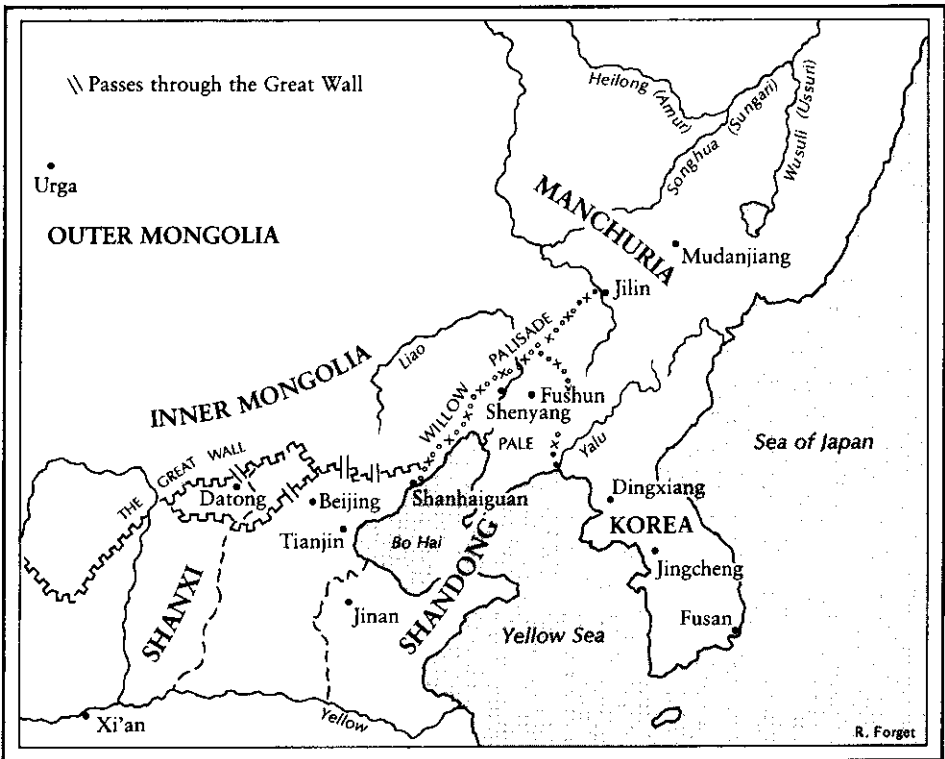 \\ Passes through the Great Wall
Heilong (Amur)
Songhua (Sungari)
Wusuli (Ussuri)
Urga
MANCHURIA
OUTER MONGOLIA
Mudanjiang
Jilin
PALISADE
Liao
INNER MONGOLIA
WILLOW
Fushun
Shenyang
PALE
Yalu
Sea of Japan
THE GREAT WALL
Datong
Beijing
Shanhaiguan
Dingxiang
Tianjin
Bo Hai
KOREA
Jingcheng
SHANXI
SHANDONG
Jinan
Fusan
Yellow Sea
Xi'an
Yellow
R. Forget